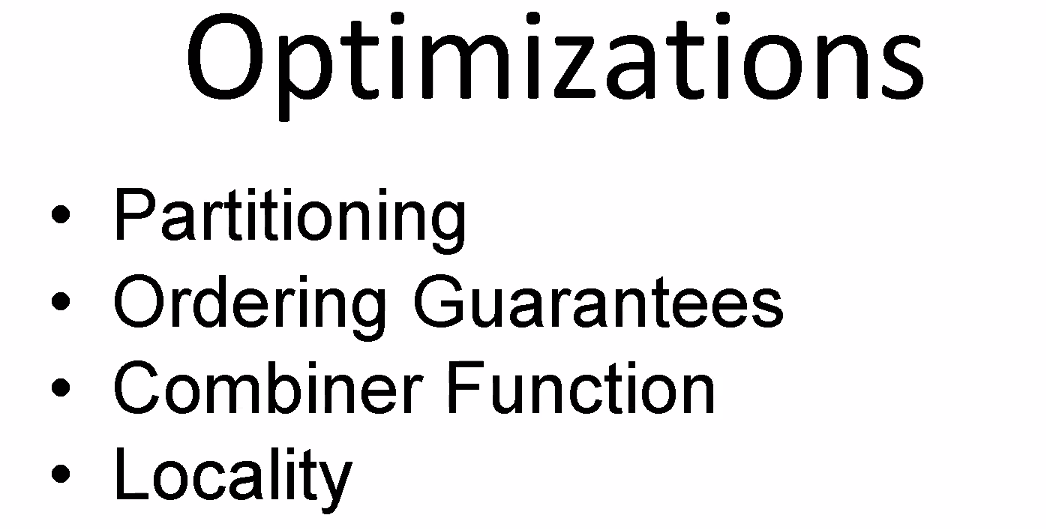 Optimizations
• Partitioning
• Ordering Guarantees
• Combiner Function
• Locality